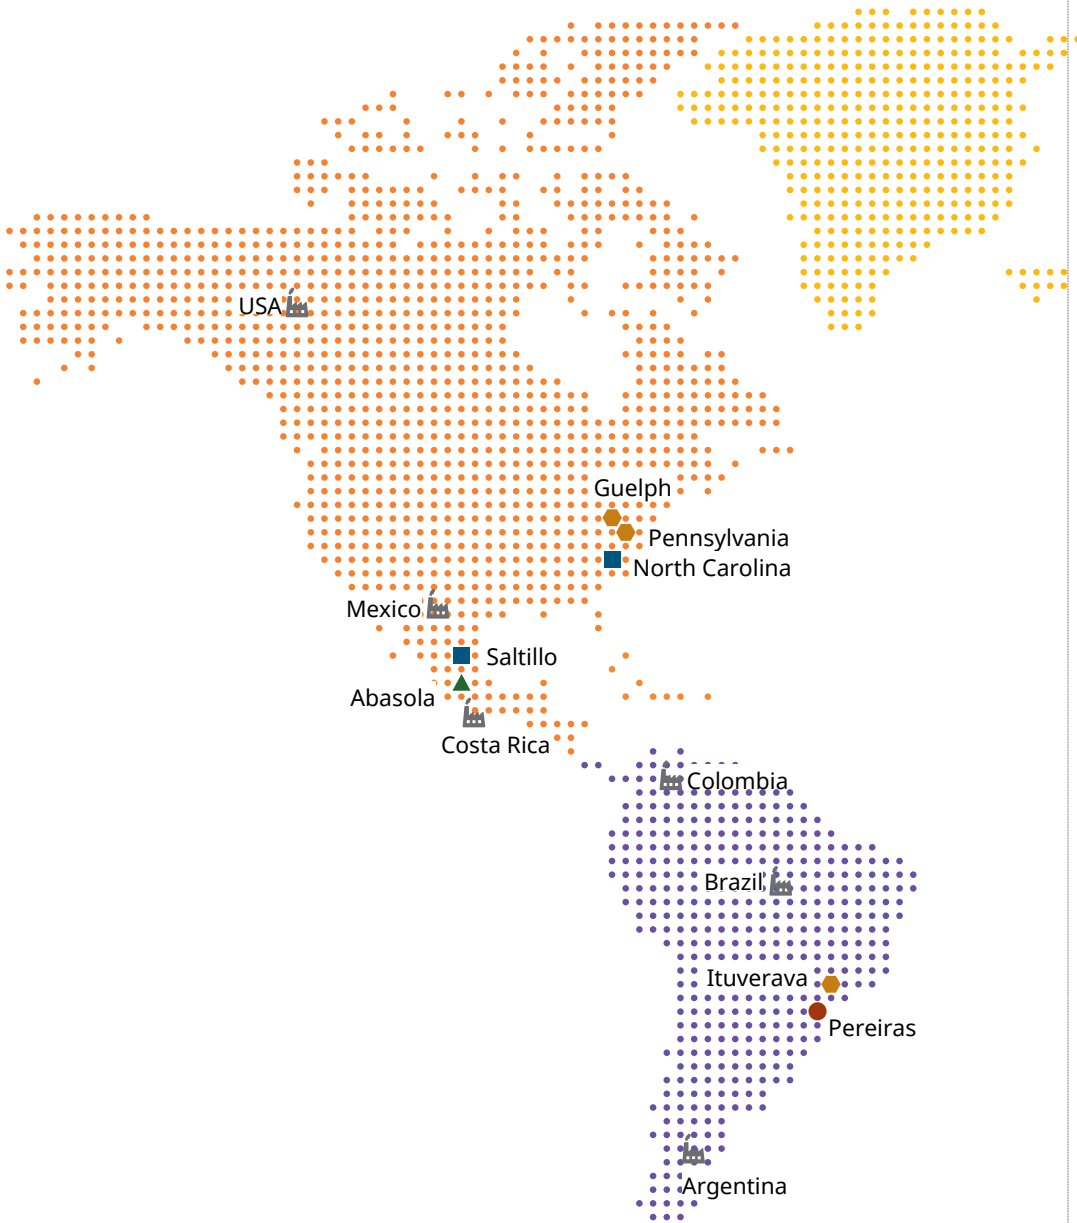 USA
Guelph
Pennsylvania
North Carolina
Mexico
Saltillo
Abasola
Costa Rica
Colombia
Brazil
Ituverava
Pereiras
Argentina